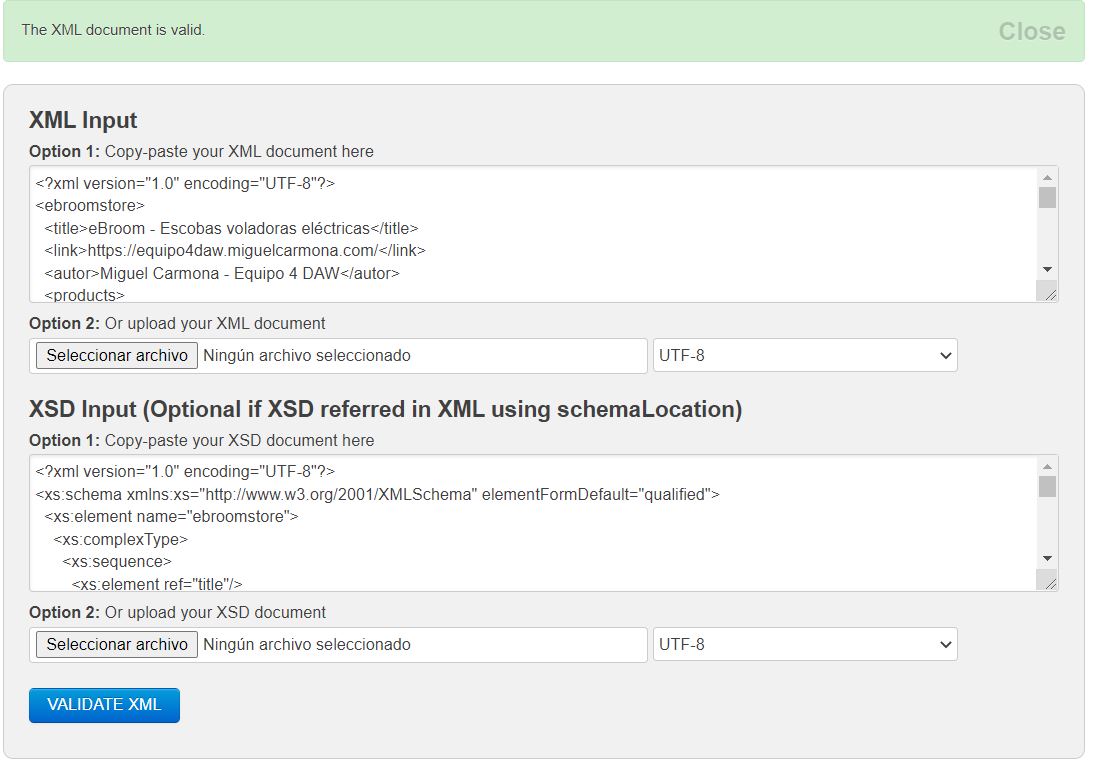 The XML document is valid.
Close
XML Input
Option 1: Copy-paste your XML document here
<?xml version="1.0" encoding="UTF-8"?>
<ebroomstore>
<title>eBroom - Escobas voladoras eléctricas</title>
<link>https://equipo4daw.miguelcarmona.com/</link>
<autor>Miguel Carmona - Equipo 4 DAW</autor>
<products>
Option 2: Or upload your XML document
Seleccionar archivo Ningún archivo seleccionado UTF-8
XSD Input (Optional if XSD referred in XML using schemaLocation)
Option 1: Copy-paste your XSD document here
<?xml version="1.0" encoding="UTF-8"?>
<xs:schema xmlns:xs="http://www.w3.org/2001/XMLSchema" elementFormDefault="qualified">
<xs:element name="ebroomstore">
<xs:complexType>
<xs:sequence>
<xs:element ref="title"/>
Option 2: Or upload your XSD document
Seleccionar archivo Ningún archivo seleccionado UTF-8
VALIDATE XML